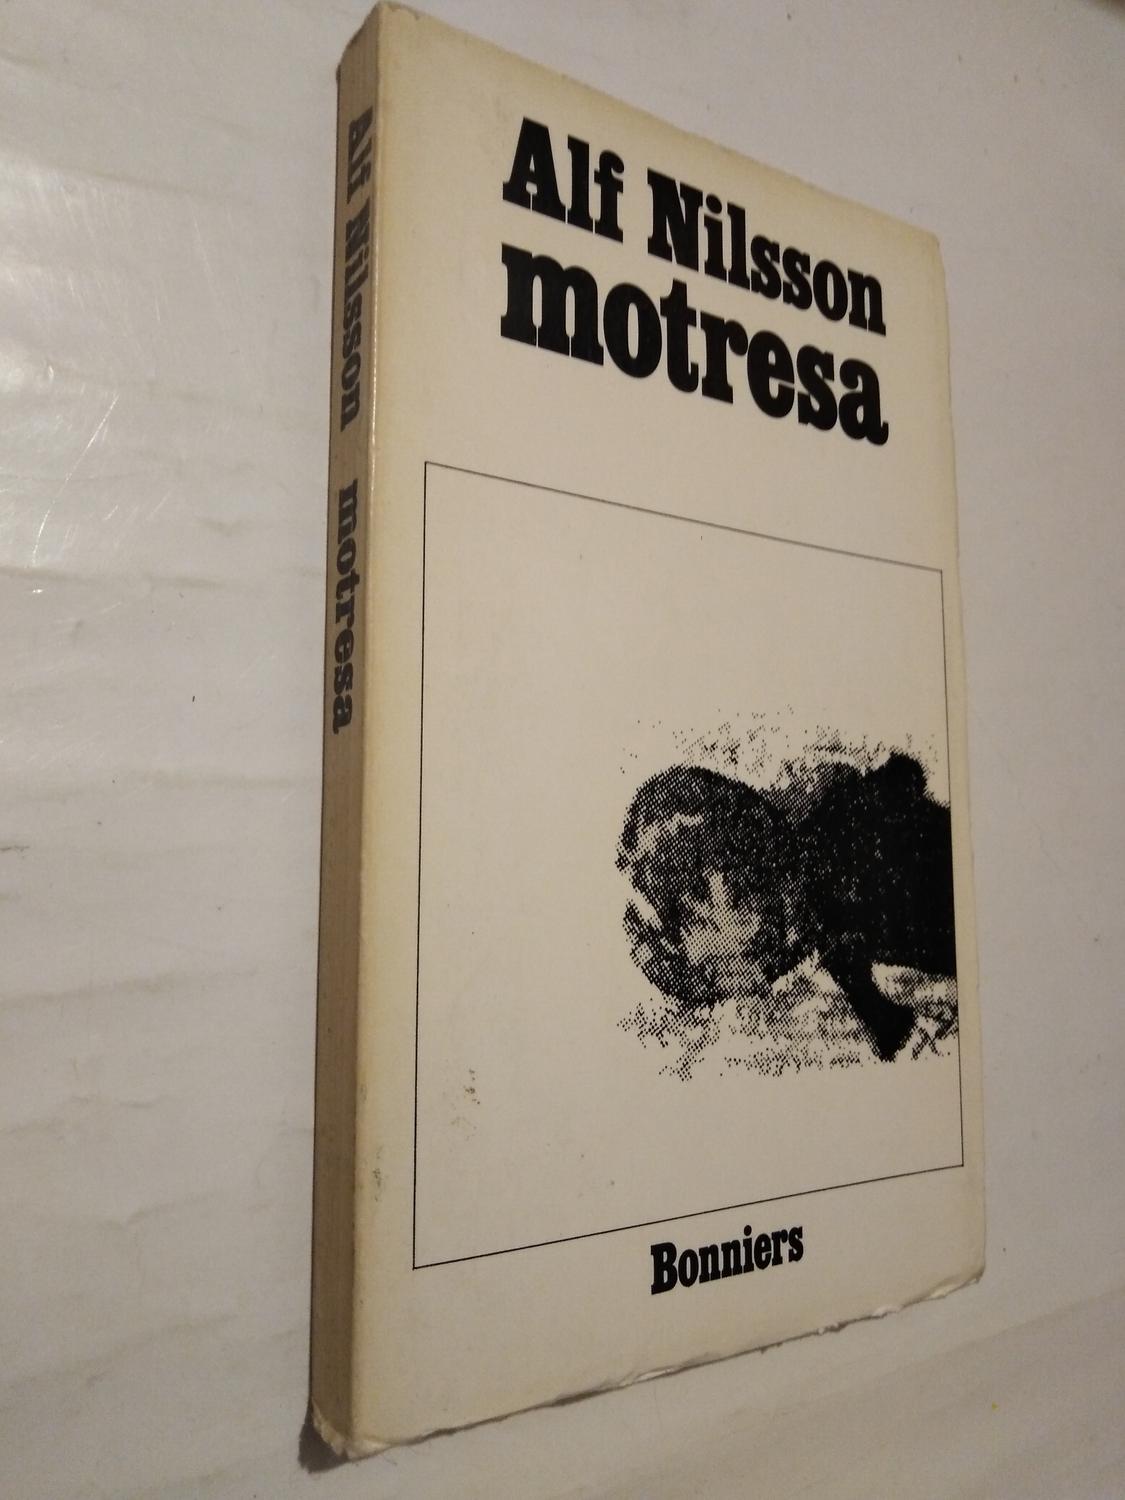 Alf Nilsson
motresa
Bonniers
Alf Nilsson motresa